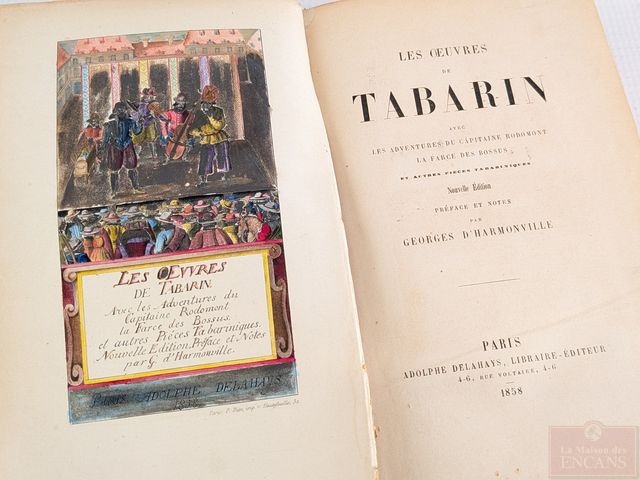 LES ŒVVRES
DE TABARIN.
Avec les Adventures du
Capitaine Rodomont
la Farce des Bossus,
et autres Pièces Tabariniques.
Nouvelle Edition, Préface et Notes
par G. d'Harmonville.
PARIS ADOLPHE DELAHAYS
1858
LES ŒUVRES
DE
TABARIN
AVEC
LES ADVENTURES DU CAPITAINE RODOMONT
LA FARCE DES BOSSUS
ET AUTRES PIÈCES TABARINIQUES
Nouvelle Édition
PRÉFACE ET NOTES
PAR
GEORGES D'HARMONVILLE
PARIS
ADOLPHE DELAHAYS, LIBRAIRE-ÉDITEUR
4-6, RUE VOLTAIRE, 4-6
1858
La Maison des
ENCANS